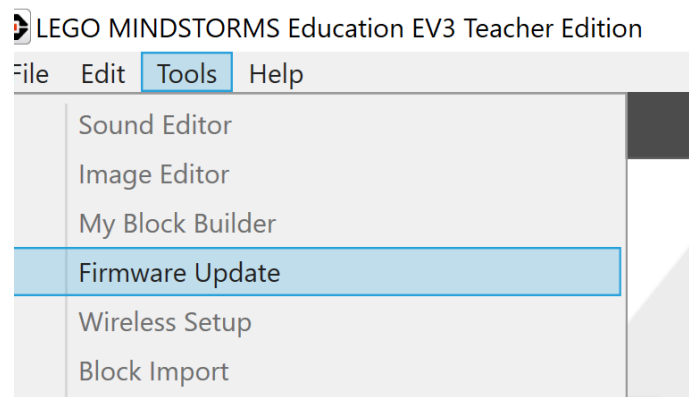 LEGO MINDSTORMS Education EV3 Teacher Edition
File Edit Tools Help
Sound Editor
Image Editor
My Block Builder
Firmware Update
Wireless Setup
Block Import